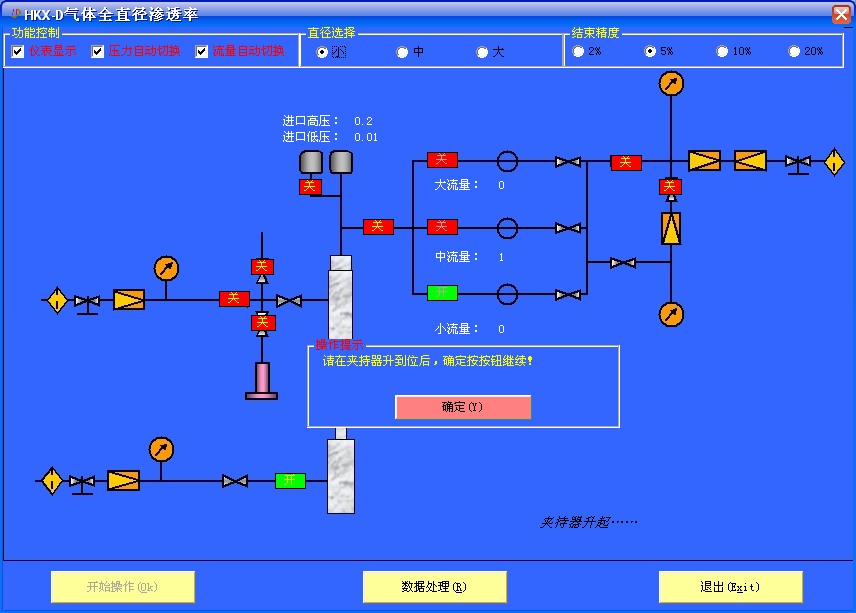 HKX-D气体全直径渗透率
功能控制
仪表显示
压力自动切换
流量自动切换
直径选择
小
中
大
结束精度
2%
5%
10%
20%
进口高压： 0.2
进口低压： 0.01
关
关
关
关
关
关
大流量： 0
关
中流量： 1
关
关
关
小流量： 0
操作提示
请在夹持器升到位后，确定按按钮继续!
确定(Y)
开
夹持器升起……
开始操作(Ok)
数据处理(R)
退出(Exit)